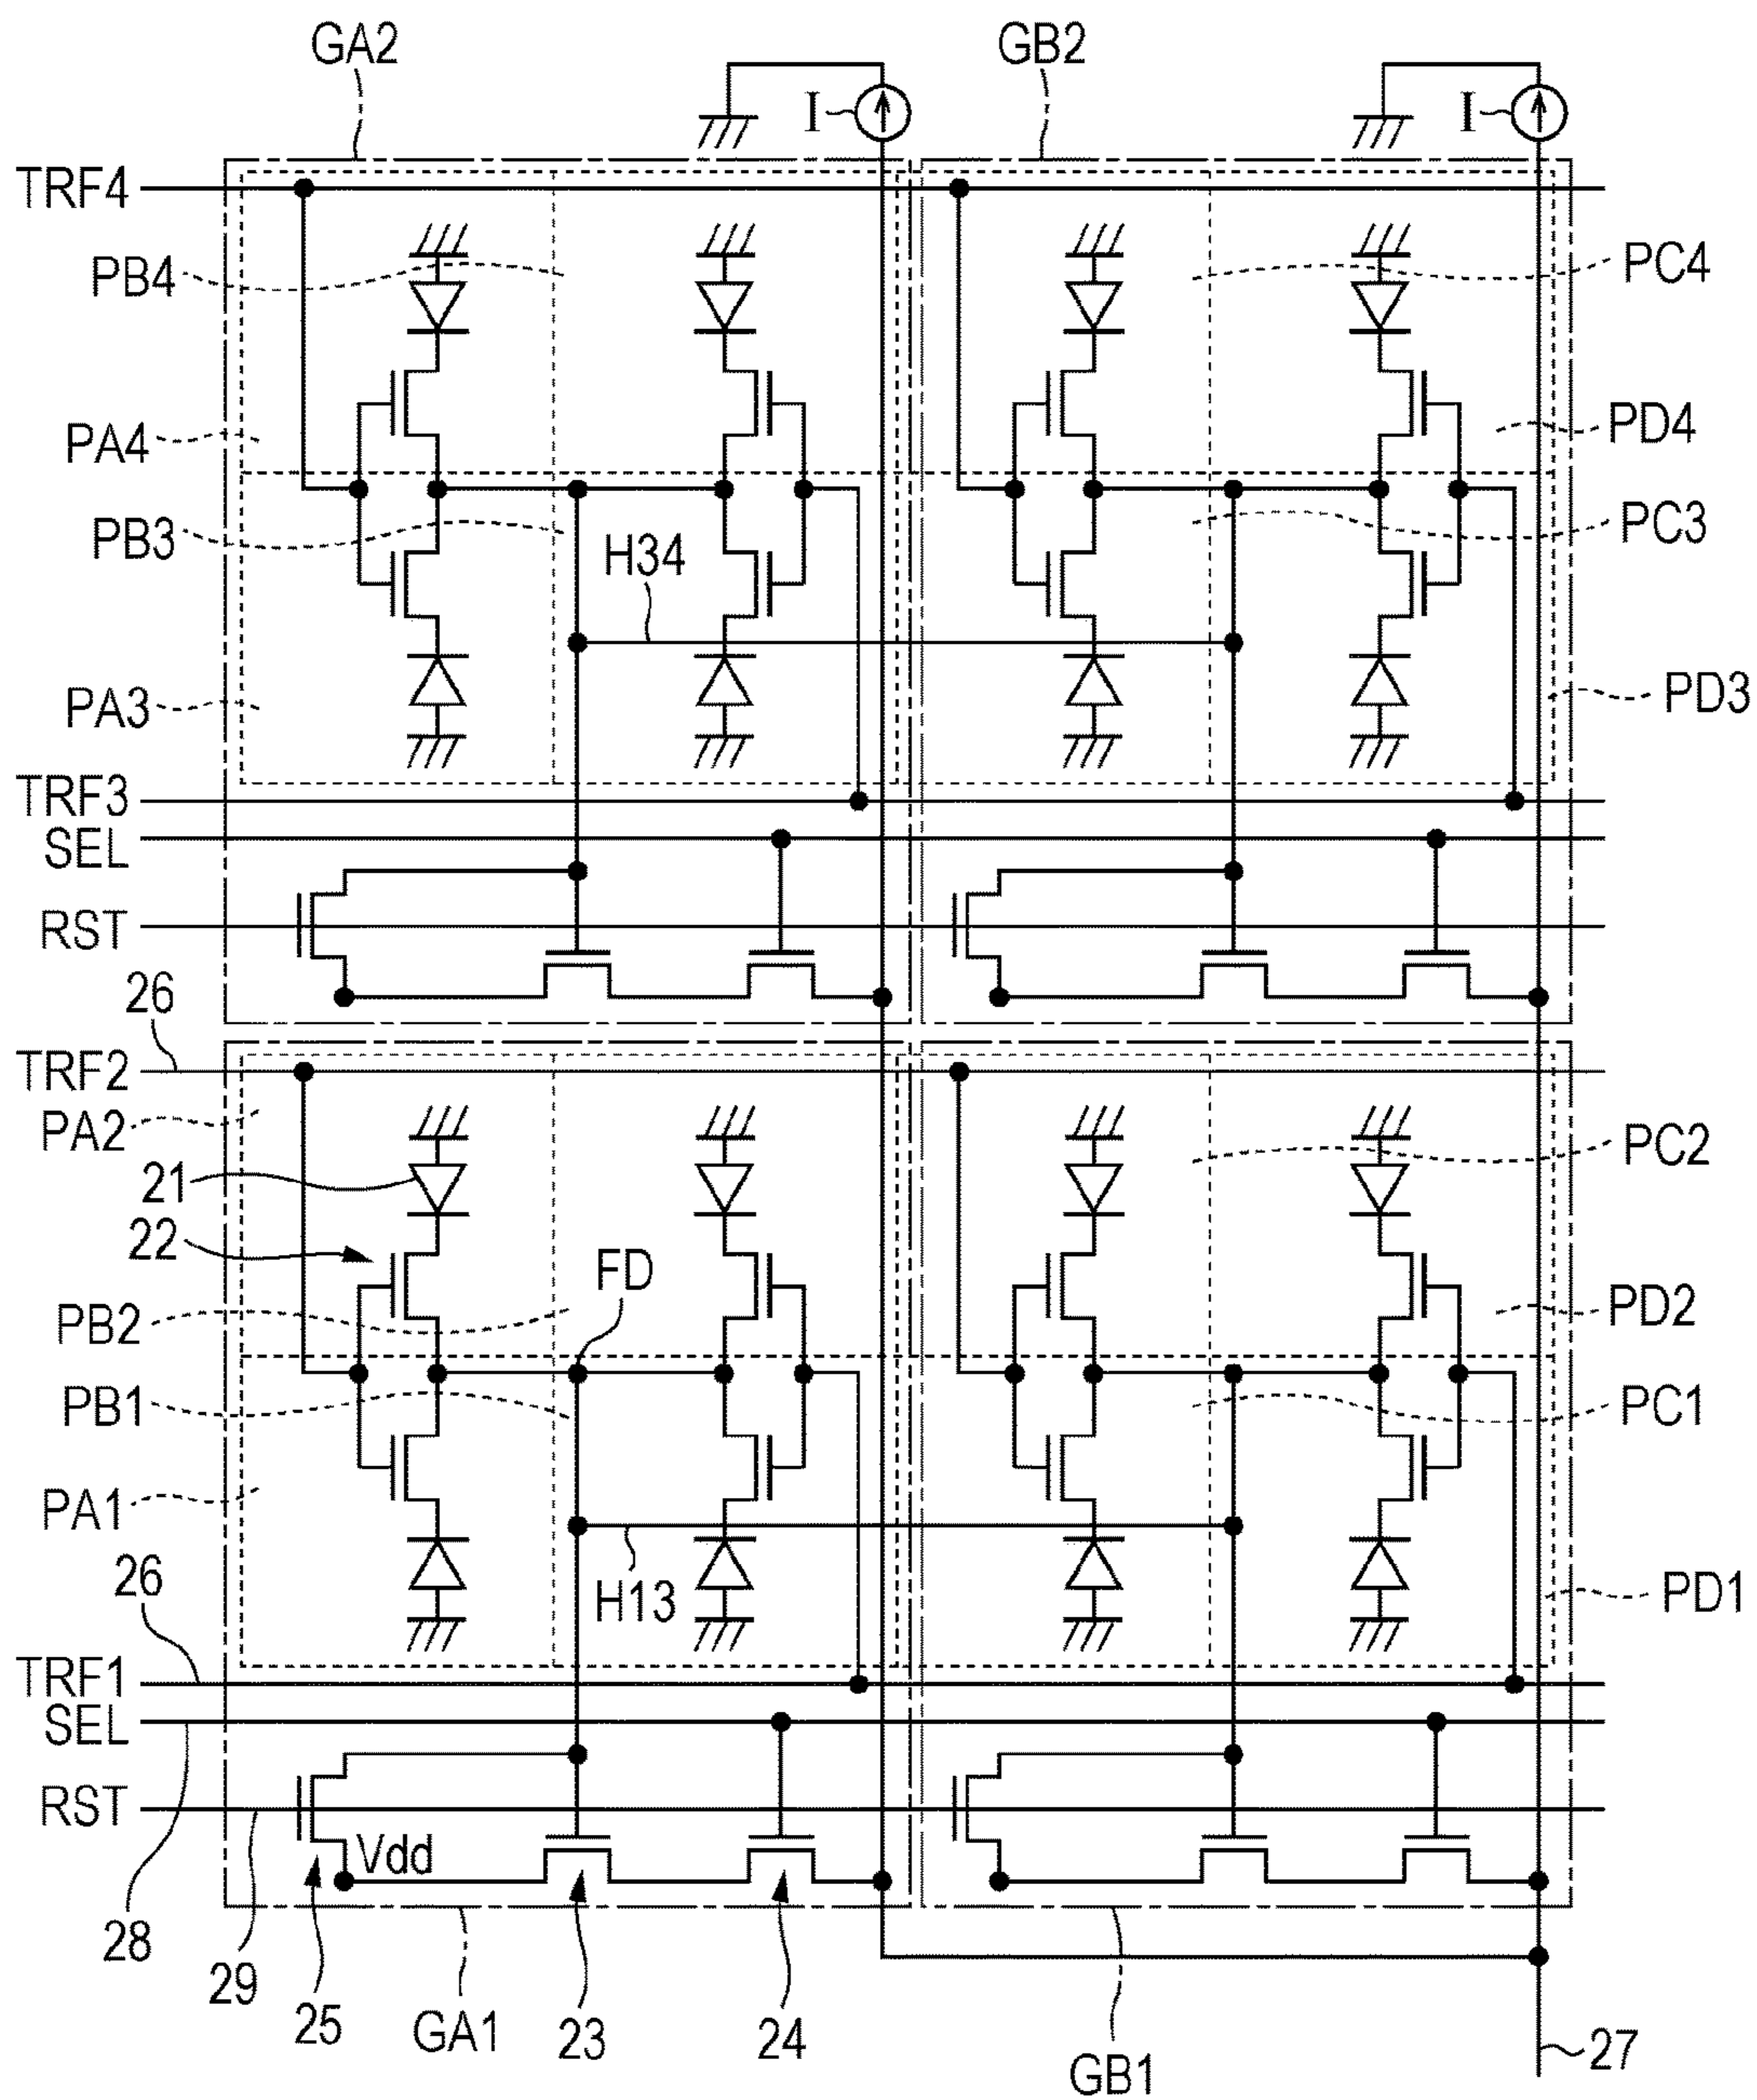 GA2
GB2
I
I
TRF4
PB4
PC4
PA4
PD4
PB3
H34
PC3
PA3
PD3
TRF3
SEL
RST
26
TRF2
PA2
PC2
21
22
FD
PB2
PD2
PB1
PC1
PA1
26
H13
PD1
TRF1
SEL
RST
Vdd
28
29
25
GA1
23
24
GB1
27